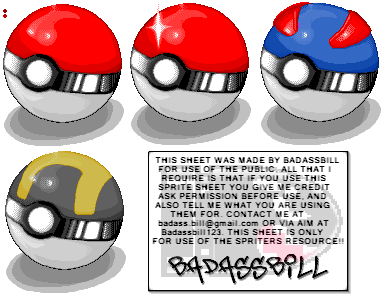 THIS SHEET WAS MADE BY BADASSBILL
FOR USE OF THE PUBLIC. ALL THAT I
REQUIRE IS THAT IF YOU USE THIS
SPRITE SHEET YOU GIVE ME CREDIT
ASK PERMISSION BEFORE USE, AND
ALSO TELL ME WHAT YOU ARE USING
THEM FOR. CONTACT ME AT
badass.bill@gmail.com OR VIA AIM AT
Badassbill123. THIS SHEET IS ONLY
FOR USE OF THE SPRITERS RESOURCE!!
BADASSBILL